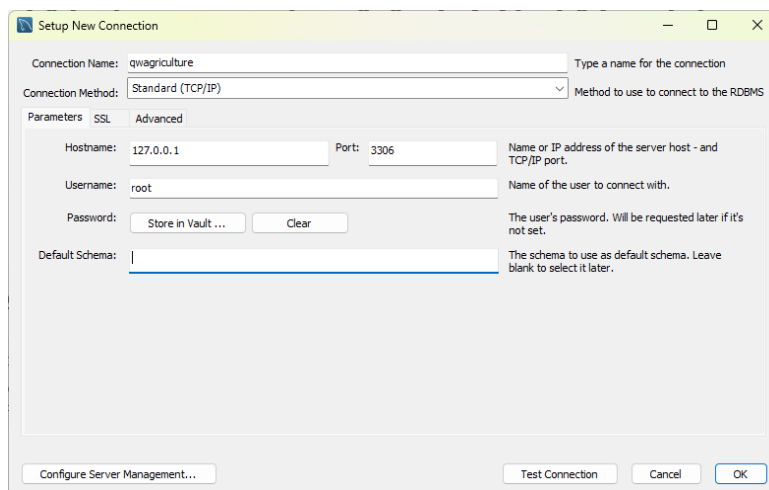 Setup New Connection
Connection Name: qwagriculture Type a name for the connection
Connection Method: Standard (TCP/IP) Method to use to connect to the RDBMS
Parameters SSL Advanced
Hostname: 127.0.0.1 Port: 3306 Name or IP address of the server host - and
TCP/IP port.
Username: root Name of the user to connect with.
Password: Store in Vault ... Clear The user's password. Will be requested later if it's
not set.
Default Schema: The schema to use as default schema. Leave
blank to select it later.
Configure Server Management... Test Connection Cancel OK